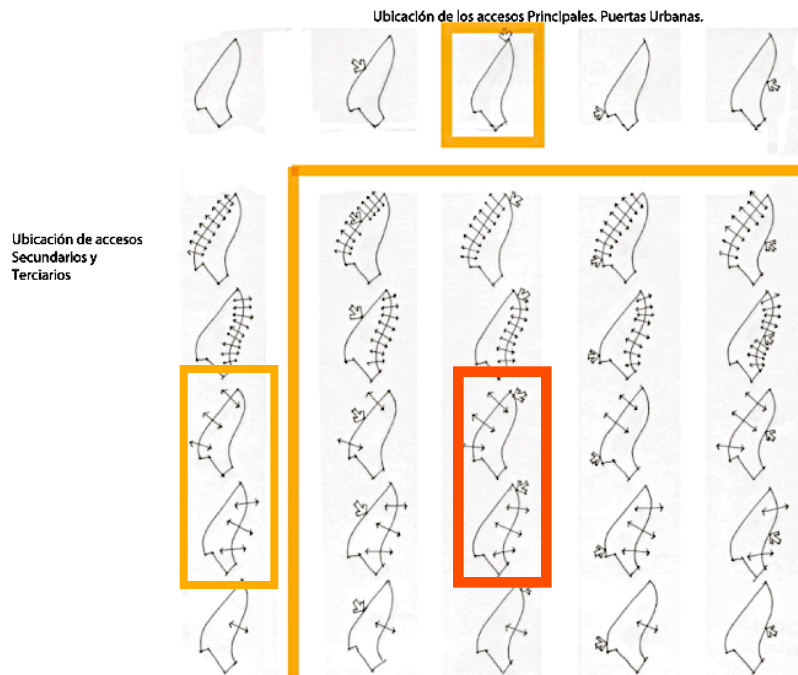 Ubicación de los accesos Principales. Puertas Urbanas.
Ubicación de accesos
Secundarios y
Terciarios